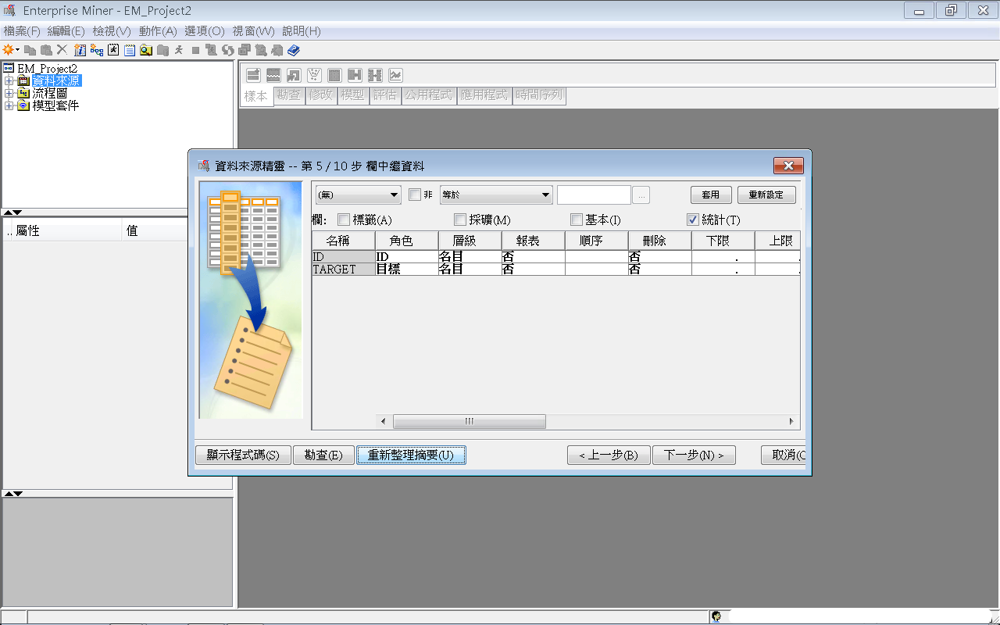 Enterprise Miner - EM_Project2
檔案(F) 編輯(E) 檢視(V) 動作(A) 選項(O) 視窗(W) 說明(H)
EM_Project2
資料來源
流程圖
模型套件
樣本 勘查 修改 模型 評估 公用程式 應用程式 時間序列
.. 屬性 值
資料來源精靈 -- 第 5 / 10 步 欄中繼資料
(無) 非 等於 ... 套用 重新設定
欄: 標籤(A) 採礦(M) 基本(I) 統計(T)
名稱 角色 層級 報表 順序 刪除 下限 上限
ID ID 名目 否 否 . .
TARGET 目標 名目 否 否 . .
顯示程式碼(S) 勘查(E) 重新整理摘要(U) < 上一步(B) 下一步(N) > 取消(C